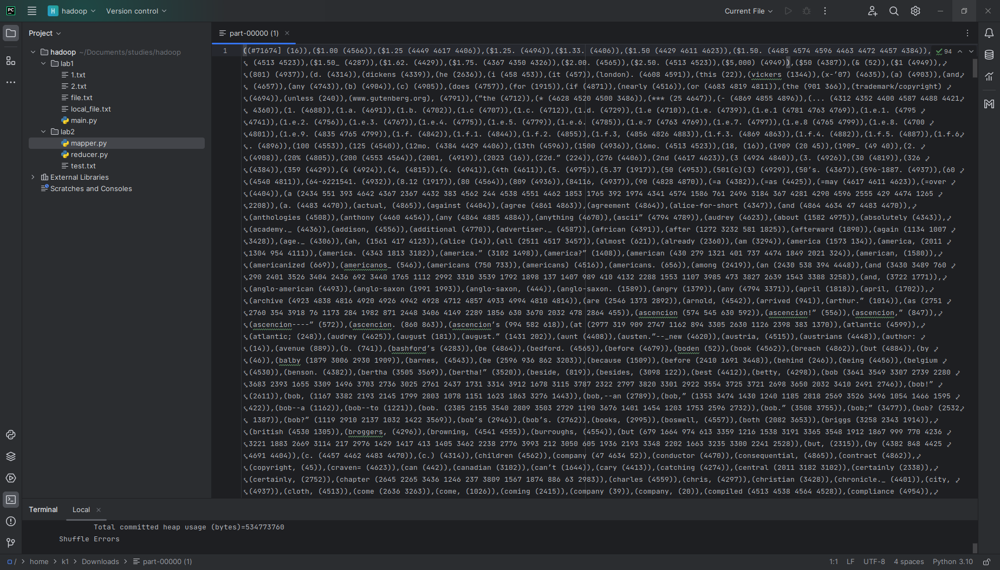 PC
H hadoop Version control Current File
Project
part-00000 (1)
hadoop ~/Documents/studies/hadoop
lab1
1.txt
2.txt
file.txt
local_file.txt
main.py
lab2
mapper.py
reducer.py
test.txt
External Libraries
Scratches and Consoles
1 ((#71674] (16)),($1.00 (4566)),($1.25 (4449 4617 4406)),($1.25. (4494)),($1.33. (4406)),($1.50 (4429 4611 4623)),($1.50. (4485 4574 4596 4463 4472 4457 4384)), 94
(4513 4523)),($1.50_ (4287)),($1.62. (4429)),($1.75. (4367 4350 4326)),($2.00. (4565)),($2.50. (4513 4523)),($5,000) (4949)),($50 (4387)),(& (52)),($1 (4949)),
(801) (4937)),(d. (4314)),(dickens (4339)),(he (2636)),(i (458 453)),(it (457)),(london). (4608 4591)),(this (22)),(vickers (1344)),(x-’07) (4635)),(a) (4903)),(and
(4657)),(any (4743)),(b) (4904)),(c) (4905)),(does (4757)),(for (1915)),(if (4871)),(nearly (4516)),(or (4683 4819 4811)),(the (901 366)),(trademark/copyright)
(4694)),(unless (240)),(www.gutenberg.org), (4791)),(“the (4712)),(* (4628 4520 4500 3486)),(*** (25 4647)),(- (4869 4855 4896)),(... (4312 4352 4400 4587 4488 4421
4360)),(1. (4688)),(1.a. (4691)),(1.b. (4702)),(1.c (4707)),(1.c. (4712)),(1.d. (4729)),(1.e (4710)),(1.e. (4739)),(1.e.1 (4781 4763 4769)),(1.e.1. (4795
4741)),(1.e.2. (4756)),(1.e.3. (4767)),(1.e.4. (4775)),(1.e.5. (4779)),(1.e.6. (4785)),(1.e.7 (4763 4769)),(1.e.7. (4797)),(1.e.8 (4765 4799)),(1.e.8. (4700
4801)),(1.e.9. (4835 4765 4799)),(1.f. (4842)),(1.f.1. (4844)),(1.f.2. (4855)),(1.f.3, (4856 4826 4883)),(1.f.3. (4869 4863)),(1.f.4. (4882)),(1.f.5. (4887)),(1.f.6
. (4896)),(100 (4553)),(125 (4540)),(12mo. (4384 4429 4406)),(13th (4596)),(1500 (4936)),(16mo. (4513 4523)),(18, (16)),(1909 (20 45)),(1909_ (49 40)),(2.
(4908)),(20% (4805)),(200 (4553 4564)),(2001, (4919)),(2023 (16)),(22d.” (224)),(276 (4406)),(2nd (4617 4623)),(3 (4924 4840)),(3. (4926)),(30 (4819)),(326
(4384)),(359 (4429)),(4 (4924)),(4, (4815)),(4. (4941)),(4th (4611)),(5. (4975)),(5.37 (1917)),(50 (4953)),(501(c)(3) (4929)),(50’s. (4367)),(596-1887. (4937)),(60
(4540 4811)),(64-6221541. (4932)),(8.12 (1917)),(80 (4564)),(809 (4936)),(84116, (4937)),(90 (4828 4870)),(=a (4382)),(=as (4425)),(=may (4617 4611 4623)),(=over
(4404)),(a (2434 551 393 4642 4367 2367 4432 383 4562 244 4538 4551 4462 1853 1765 392 1974 4341 4574 1586 761 2496 3184 367 4281 4290 4596 2555 429 4474 1265
2208)),(a. (4483 4470)),(actual, (4865)),(against (4404)),(agree (4861 4863)),(agreement (4864)),(alice-for-short (4347)),(and (4864 4634 47 4483 4470)),
(anthologies (4508)),(anthony (4460 4454)),(any (4864 4885 4884)),(anything (4670)),(ascii” (4794 4789)),(audrey (4623)),(about (1582 4975)),(absolutely (4343)),
(academy._ (4436)),(addison, (4556)),(additional (4770)),(advertiser._ (4587)),(african (4391)),(after (1272 3232 581 1825)),(afterward (1890)),(again (1134 1007
3428)),(age._ (4306)),(ah, (1561 417 4123)),(alice (14)),(all (2511 4517 3457)),(almost (621)),(already (2360)),(am (3294)),(america (1573 134)),(america, (2011
1304 954 4111)),(america. (4343 1813 3182)),(america.” (3102 1498)),(america?” (1408)),(american (430 279 1321 401 737 4474 1849 2021 324)),(american, (1580)),
(americanized (669)),(americanos_ (546)),(americans (750 733)),(americans) (4516)),(americans. (656)),(among (2419)),(an (2430 538 394 4448)),(and (3430 3489 760
290 2401 3526 3404 2436 692 3440 1765 1112 2992 3310 3539 1792 1898 137 1407 989 410 4132 2288 1553 1107 3985 473 3827 2639 1543 3388 3258)),(and, (3722 1771)),
(anglo-american (4493)),(anglo-saxon (1991 1993)),(anglo-saxon, (444)),(anglo-saxon. (1589)),(angry (1379)),(any (4794 3371)),(april (1818)),(april, (1702)),
(archive (4923 4838 4816 4920 4926 4942 4928 4712 4857 4933 4994 4810 4814)),(are (2546 1373 2892)),(arnold, (4542)),(arrived (941)),(arthur.” (1014)),(as (2751
2760 354 3918 76 1173 284 1982 871 2448 3406 4149 2289 1856 630 3670 2032 478 2864 455)),(ascencion (574 545 630 592)),(ascencion!” (556)),(ascencion,” (847)),
(ascencion----” (572)),(ascencion. (860 863)),(ascencion’s (994 582 618)),(at (2977 319 909 2747 1162 894 3305 2630 1126 2398 383 1370)),(atlantic (4599)),
(atlantic; (248)),(audrey (4625)),(august (181)),(august.” (1431 202)),(aunt (4408)),(austen.”--_new (4620)),(austria, (4515)),(austrians (4448)),(author:
(14)),(avenue (889)),(b. (741)),(bashford’s (4283)),(be (4864)),(bedford. (4565)),(before (4679)),(boden (52)),(book (4562)),(breach (4862)),(but (4884)),(by
(46)),(balby (1879 3006 2930 1909)),(barnes, (4543)),(be (2596 936 862 3203)),(because (1509)),(before (2410 1691 3448)),(behind (246)),(being (4456)),(belgium
(4530)),(benson. (4382)),(bertha (3505 3569)),(bertha!” (3520)),(beside, (819)),(besides, (3098 122)),(best (4412)),(betty, (4298)),(bob (3641 3549 3307 2739 2280
3683 2393 1655 3309 1496 3703 2736 3025 2761 2437 1731 3314 3912 1678 3115 3787 2322 2797 3820 3301 2922 3554 3725 3721 2698 3650 2032 3410 2491 2746)),(bob!”
(2611)),(bob, (1167 3382 2193 2145 1799 2803 1078 1151 1623 1863 3276 1443)),(bob,--an (2789)),(bob,” (1353 3474 1430 1240 1185 2818 2569 3526 3496 1054 1466 1595
422)),(bob--a (1162)),(bob--to (1221)),(bob. (2385 2155 3540 2809 3503 2729 1190 3676 1401 1454 1203 1753 2596 2732)),(bob.” (3508 3755)),(bob;” (3477)),(bob? (2532
1387)),(bob?” (1119 2910 2137 1032 1422 3569)),(bob’s (2946)),(bob’s. (2762)),(books, (2995)),(boswell, (4557)),(both (2082 3653)),(briggs (3258 2343 1914)),
(british (4530 1305)),(broggers, (4296)),(browning, (4541 4555)),(burroughs, (4554)),(but (679 1664 974 613 3359 1216 1538 3191 3365 3548 1912 1867 999 770 4236
3221 1883 2669 3114 217 2976 1429 1417 413 1405 3462 2238 2776 3993 212 3050 605 1936 2193 3348 2202 1663 3235 3300 2241 2528)),(but, (2315)),(by (4382 848 4425
4691 4404)),(c. (4457 4462 4483 4470)),(c.) (4314)),(children (4562)),(company (47 4634 52)),(conductor (4470)),(consequential, (4865)),(contract (4862)),
(copyright, (45)),(craven= (4623)),(can (442)),(canadian (3102)),(can’t (1644)),(cary (4413)),(catching (4274)),(central (2011 3182 3102)),(certainly (2338)),
(certainly, (2752)),(chapter (2645 2265 3436 1246 237 3809 1567 1874 886 63 2983)),(charles (4559)),(chris, (4297)),(christian (3428)),(chronicle._ (4401)),(city,
(4937)),(cloth, (4513)),(come (2636 3263)),(come, (1026)),(coming (2415)),(company (39)),(company, (20)),(compiled (4513 4538 4564 4528)),(compliance (4954)),
Terminal Local
Total committed heap usage (bytes)=534773760
Shuffle Errors
/ home k1 Downloads part-00000 (1) 1:1 LF UTF-8 4 spaces Python 3.10